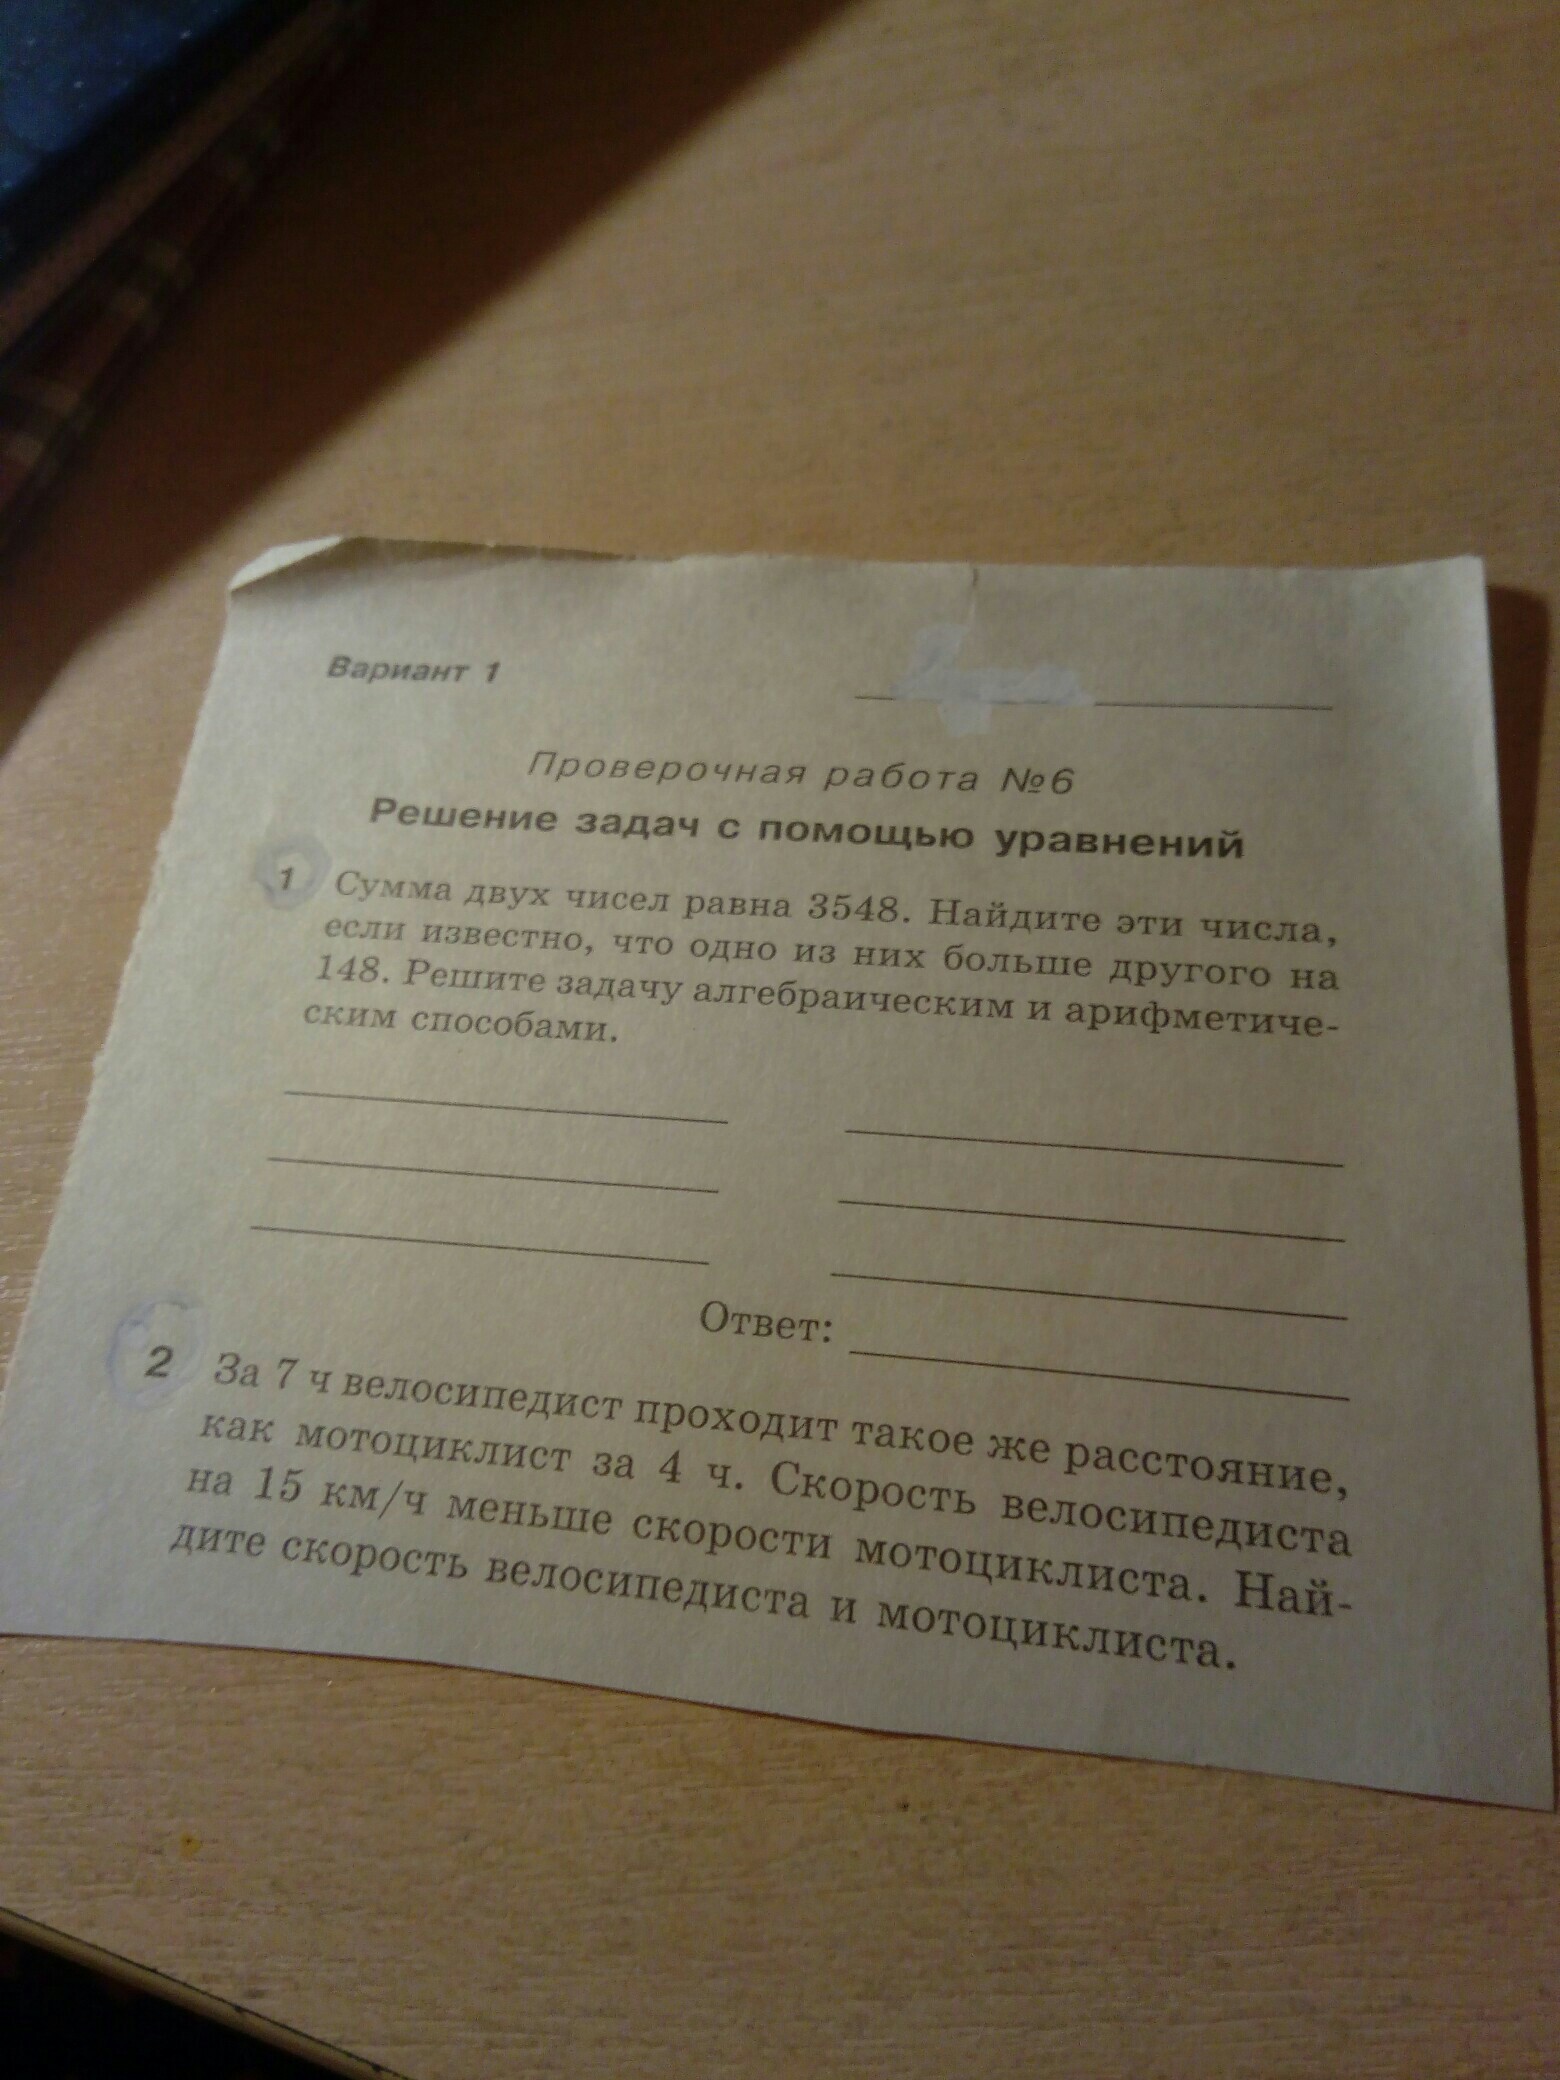 Вариант 1
Проверочная работа №6
Решение задач с помощью уравнений
1 Сумма двух чисел равна 3548. Найдите эти числа,
если известно, что одно из них больше другого на
148. Решите задачу алгебраическим и арифметиче-
ским способами.
Ответ:
2 За 7 ч велосипедист проходит такое же расстояние,
как мотоциклист за 4 ч. Скорость велосипедиста
на 15 км/ч меньше скорости мотоциклиста. Най-
дите скорость велосипедиста и мотоциклиста.